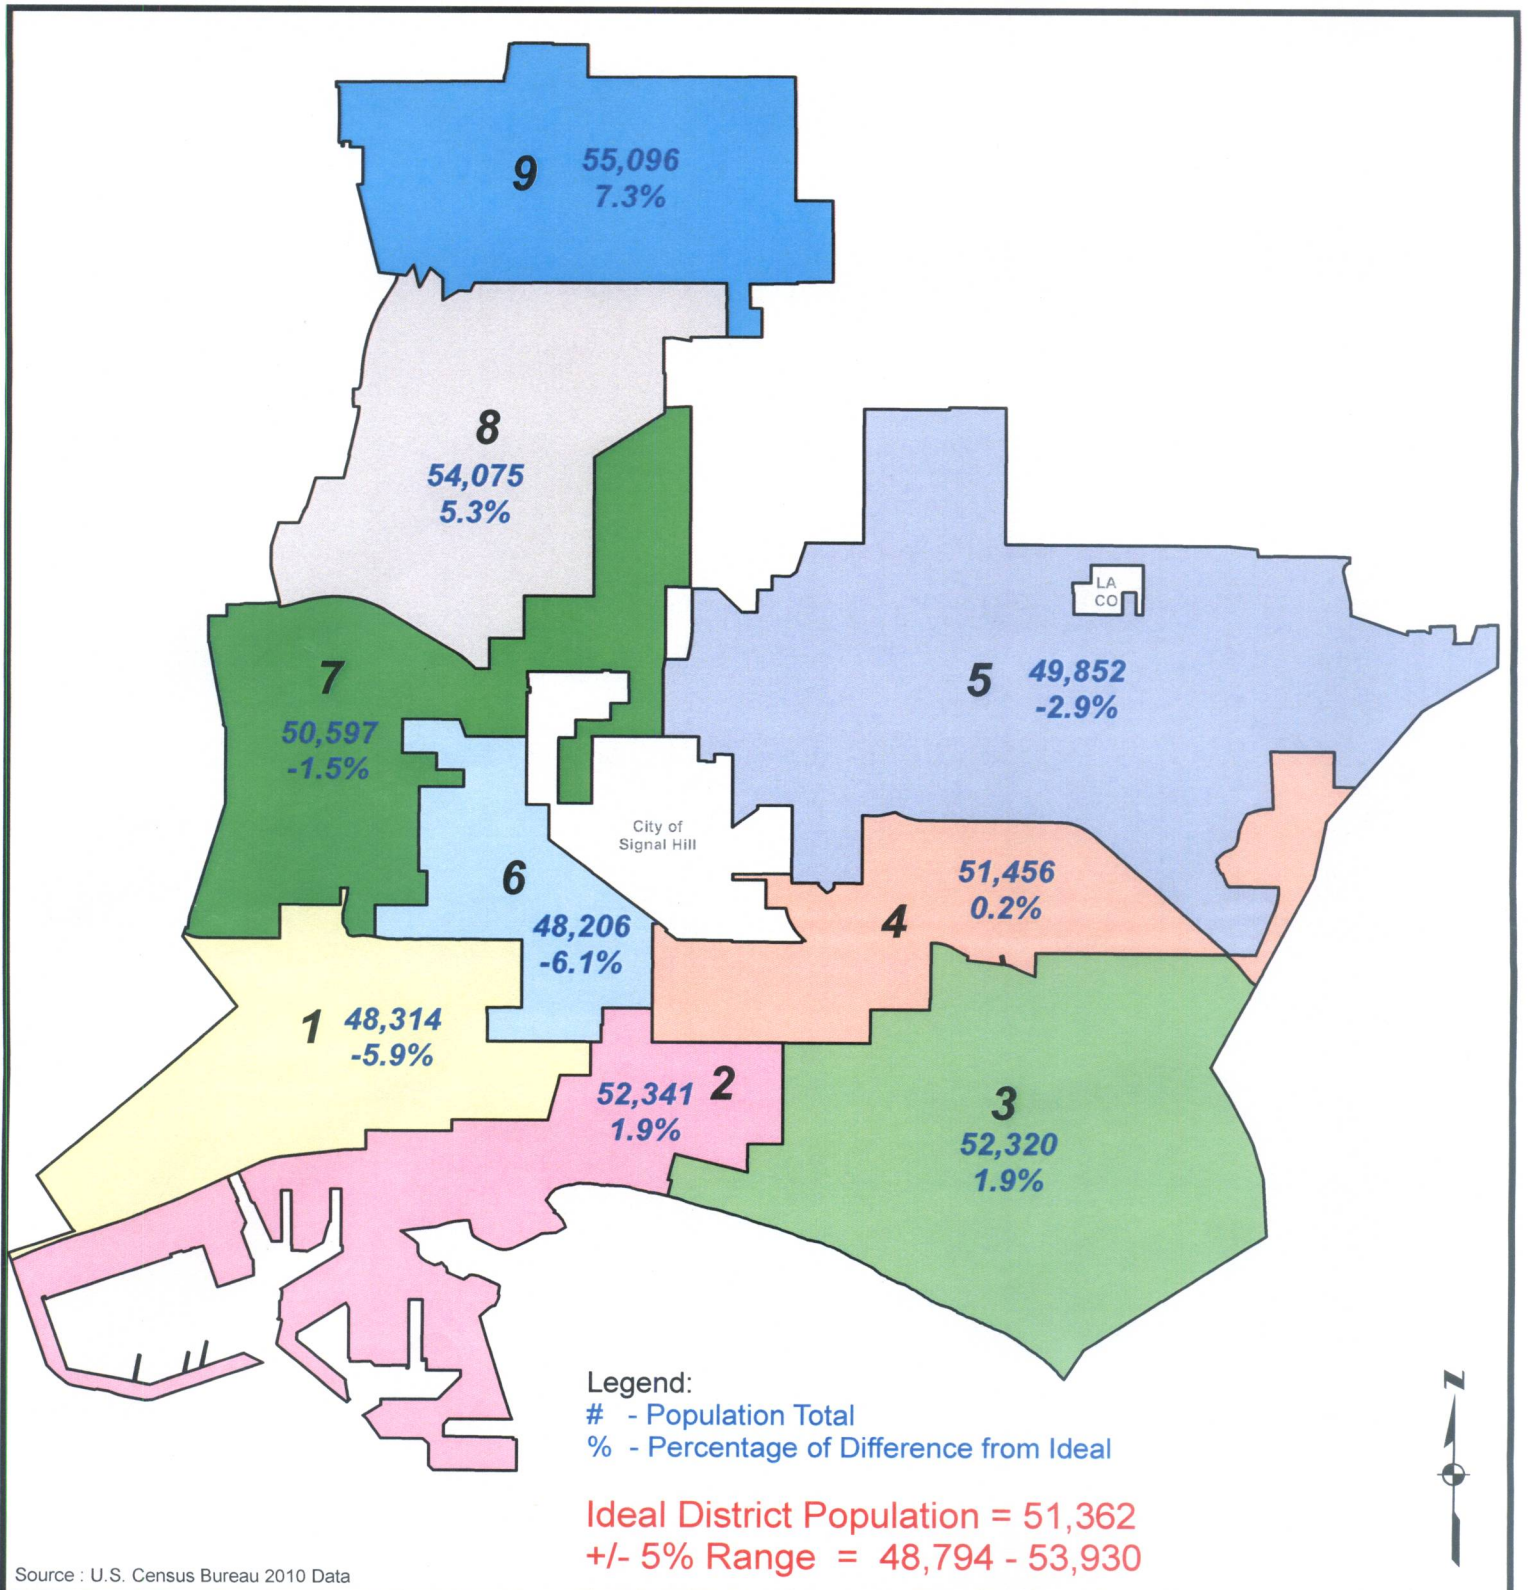 9
55,096
7.3%
8
54,075
5.3%
LA
CO
7
50,597
-1.5%
5
49,852
-2.9%
City of
Signal Hill
6
48,206
-6.1%
4
51,456
0.2%
1
48,314
-5.9%
2
52,341
1.9%
3
52,320
1.9%
Legend:
# - Population Total
% - Percentage of Difference from Ideal
N
Ideal District Population = 51,362
+/- 5% Range = 48,794 - 53,930
Source : U.S. Census Bureau 2010 Data